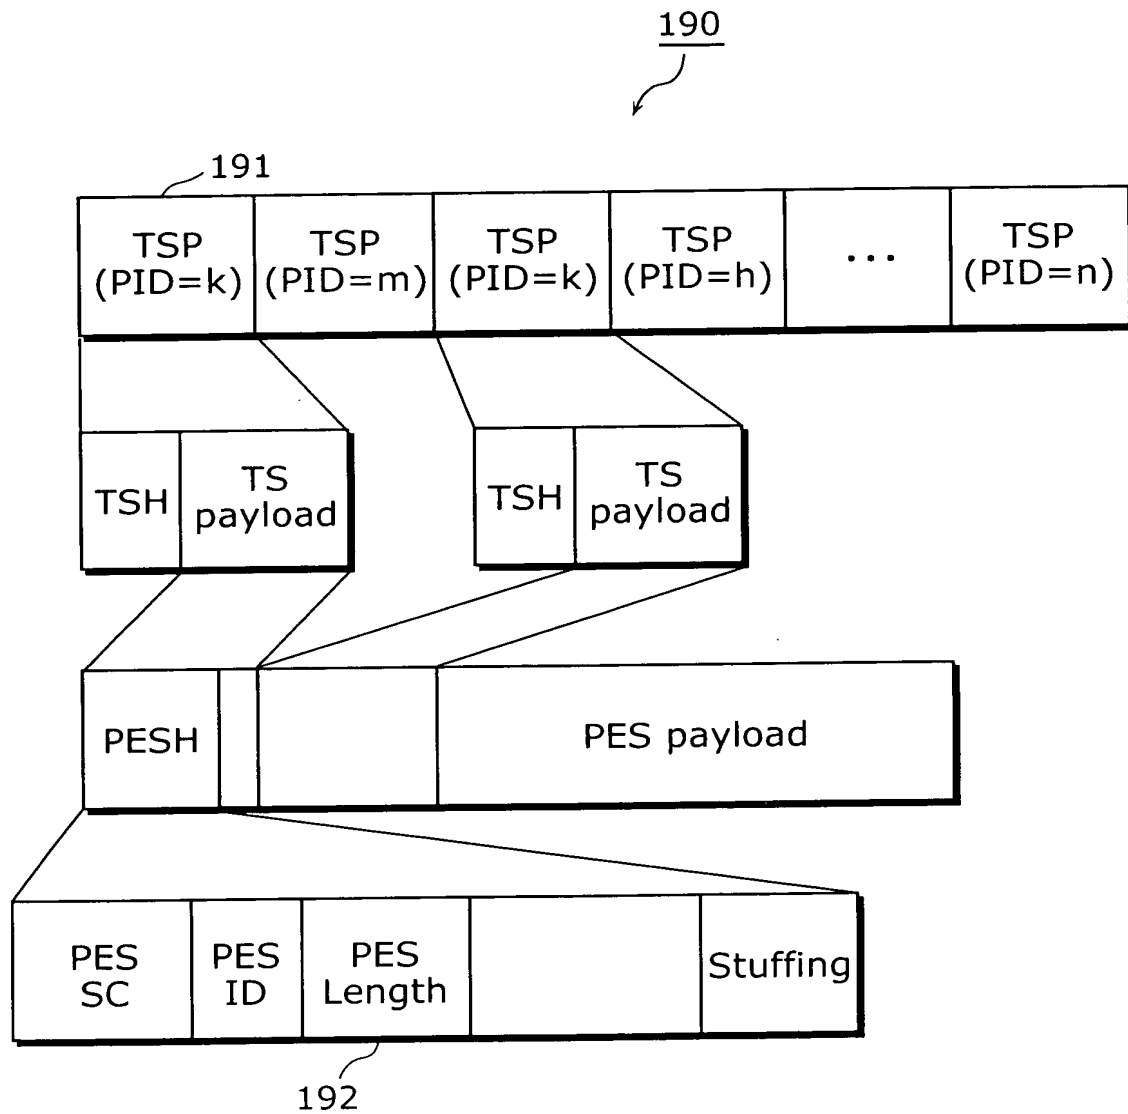 190
191
TSP
(PID=k)
TSP
(PID=m)
TSP
(PID=k)
TSP
(PID=h)
...
TSP
(PID=n)
TSH
TS
payload
TSH
TS
payload
PESH
PES payload
PES
SC
PES
ID
PES
Length
Stuffing
192